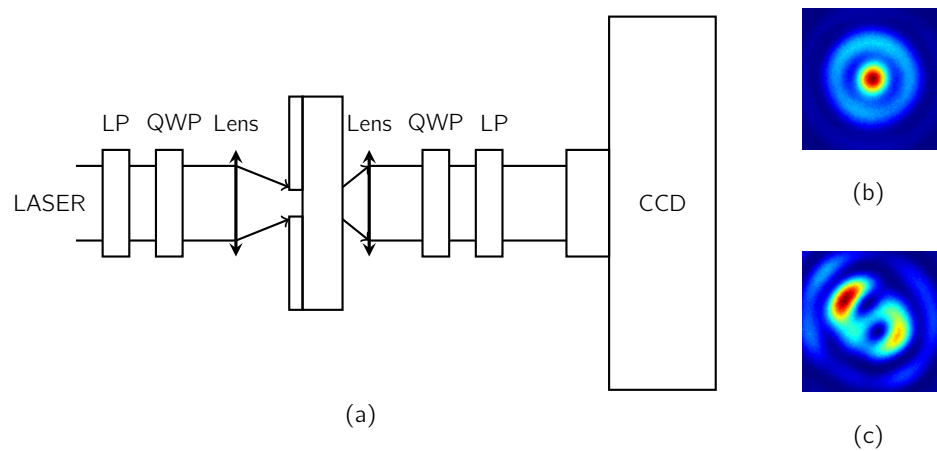 LP QWP Lens Lens QWP LP
LASER CCD
(a)
(b)
(c)